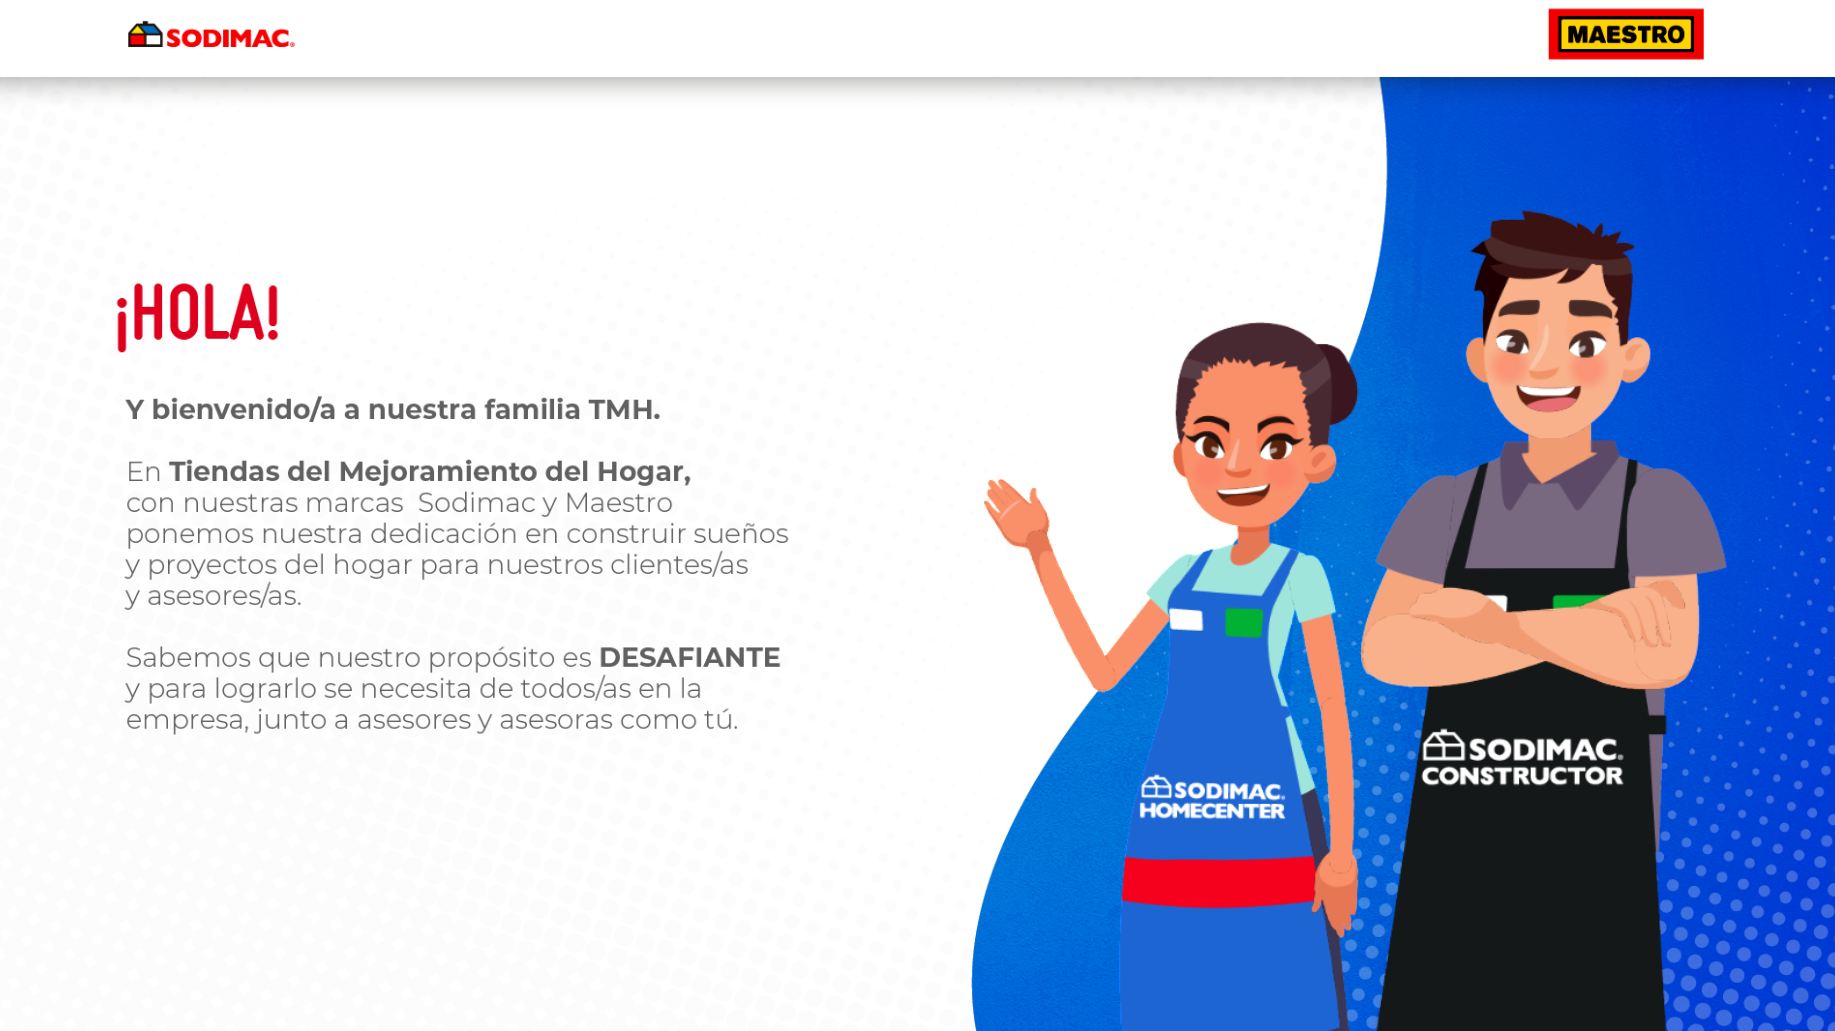 SODIMAC®
MAESTRO
¡HOLA!
Y bienvenido/a a nuestra familia TMH.
En Tiendas del Mejoramiento del Hogar,
con nuestras marcas Sodimac y Maestro
ponemos nuestra dedicación en construir sueños
y proyectos del hogar para nuestros clientes/as
y asesores/as.
Sabemos que nuestro propósito es DESAFIANTE
y para lograrlo se necesita de todos/as en la
empresa, junto a asesores y asesoras como tú.
SODIMAC®
HOMECENTER
SODIMAC®
CONSTRUCTOR